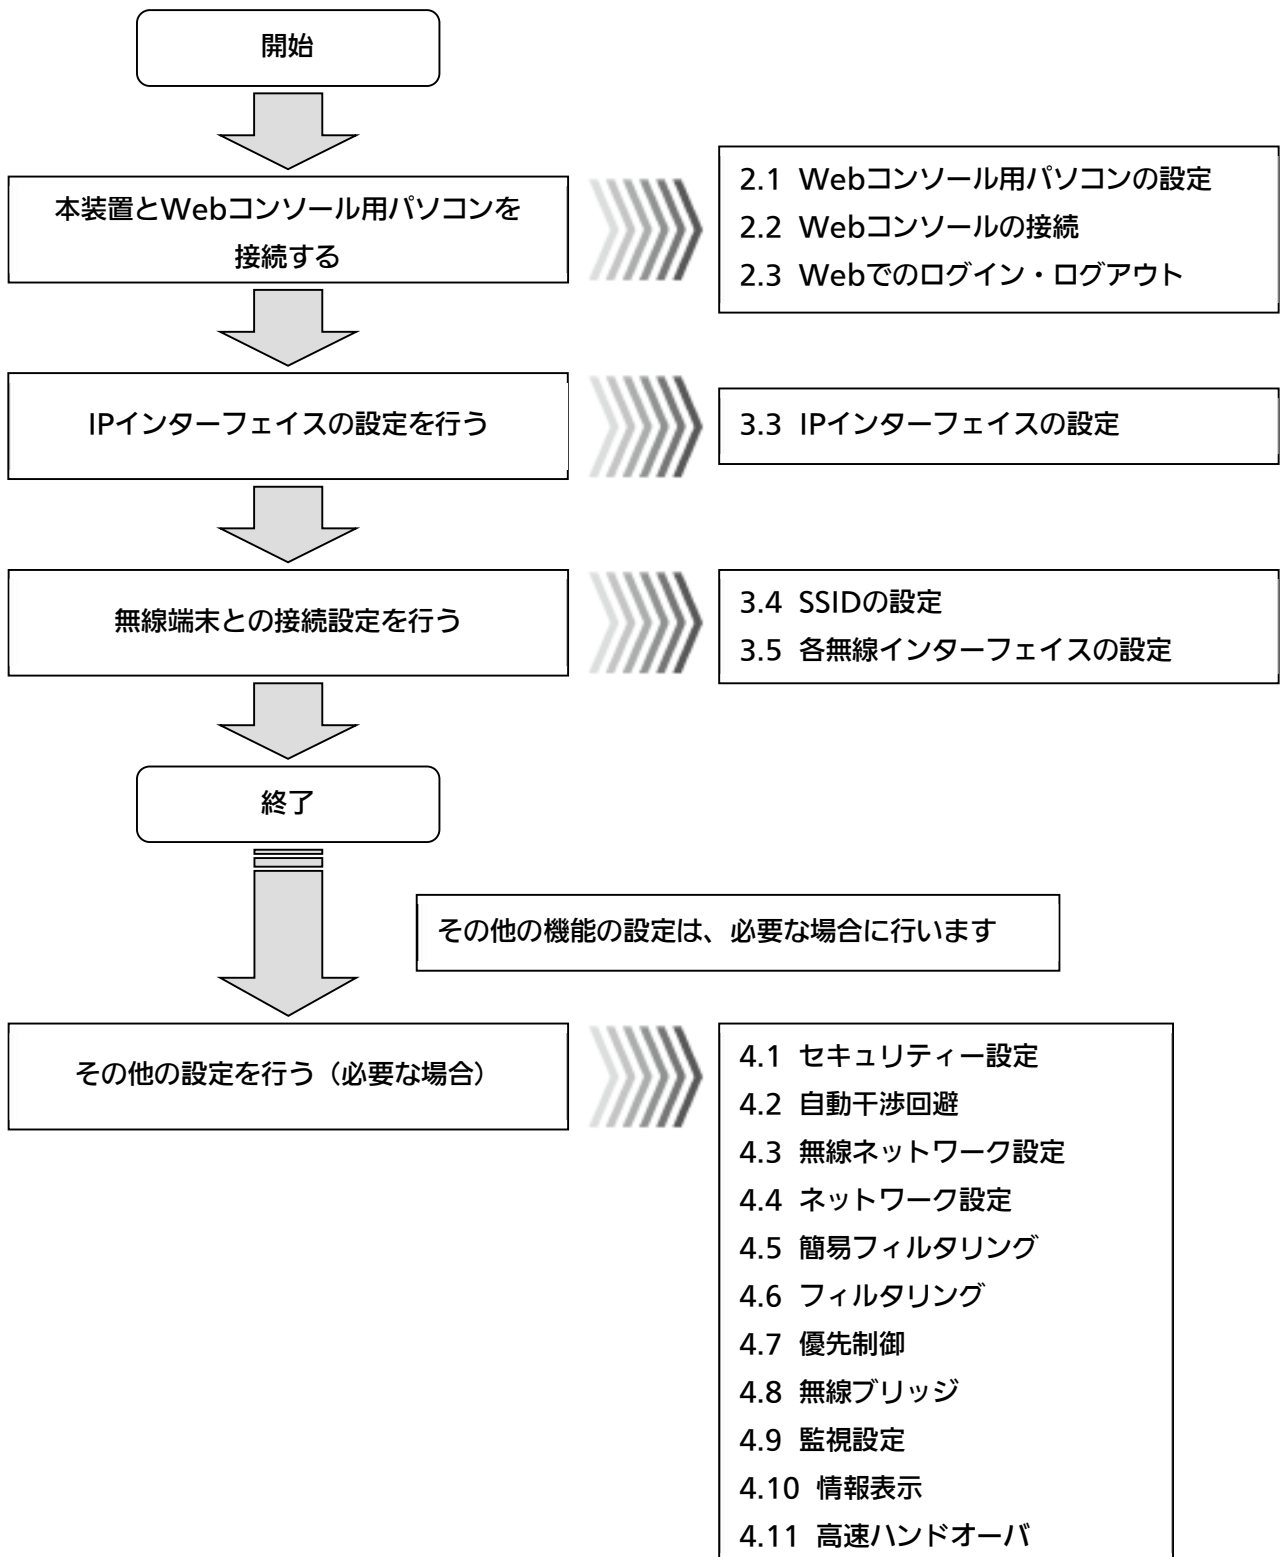 開始
本装置とWebコンソール用パソコンを
接続する
2.1 Webコンソール用パソコンの設定
2.2 Webコンソールの接続
2.3 Webでのログイン・ログアウト
IPインターフェイスの設定を行う
3.3 IPインターフェイスの設定
無線端末との接続設定を行う
3.4 SSIDの設定
3.5 各無線インターフェイスの設定
終了
その他の機能の設定は、必要な場合に行います
その他の設定を行う（必要な場合）
4.1 セキュリティー設定
4.2 自動干渉回避
4.3 無線ネットワーク設定
4.4 ネットワーク設定
4.5 簡易フィルタリング
4.6 フィルタリング
4.7 優先制御
4.8 無線ブリッジ
4.9 監視設定
4.10 情報表示
4.11 高速ハンドオーバ